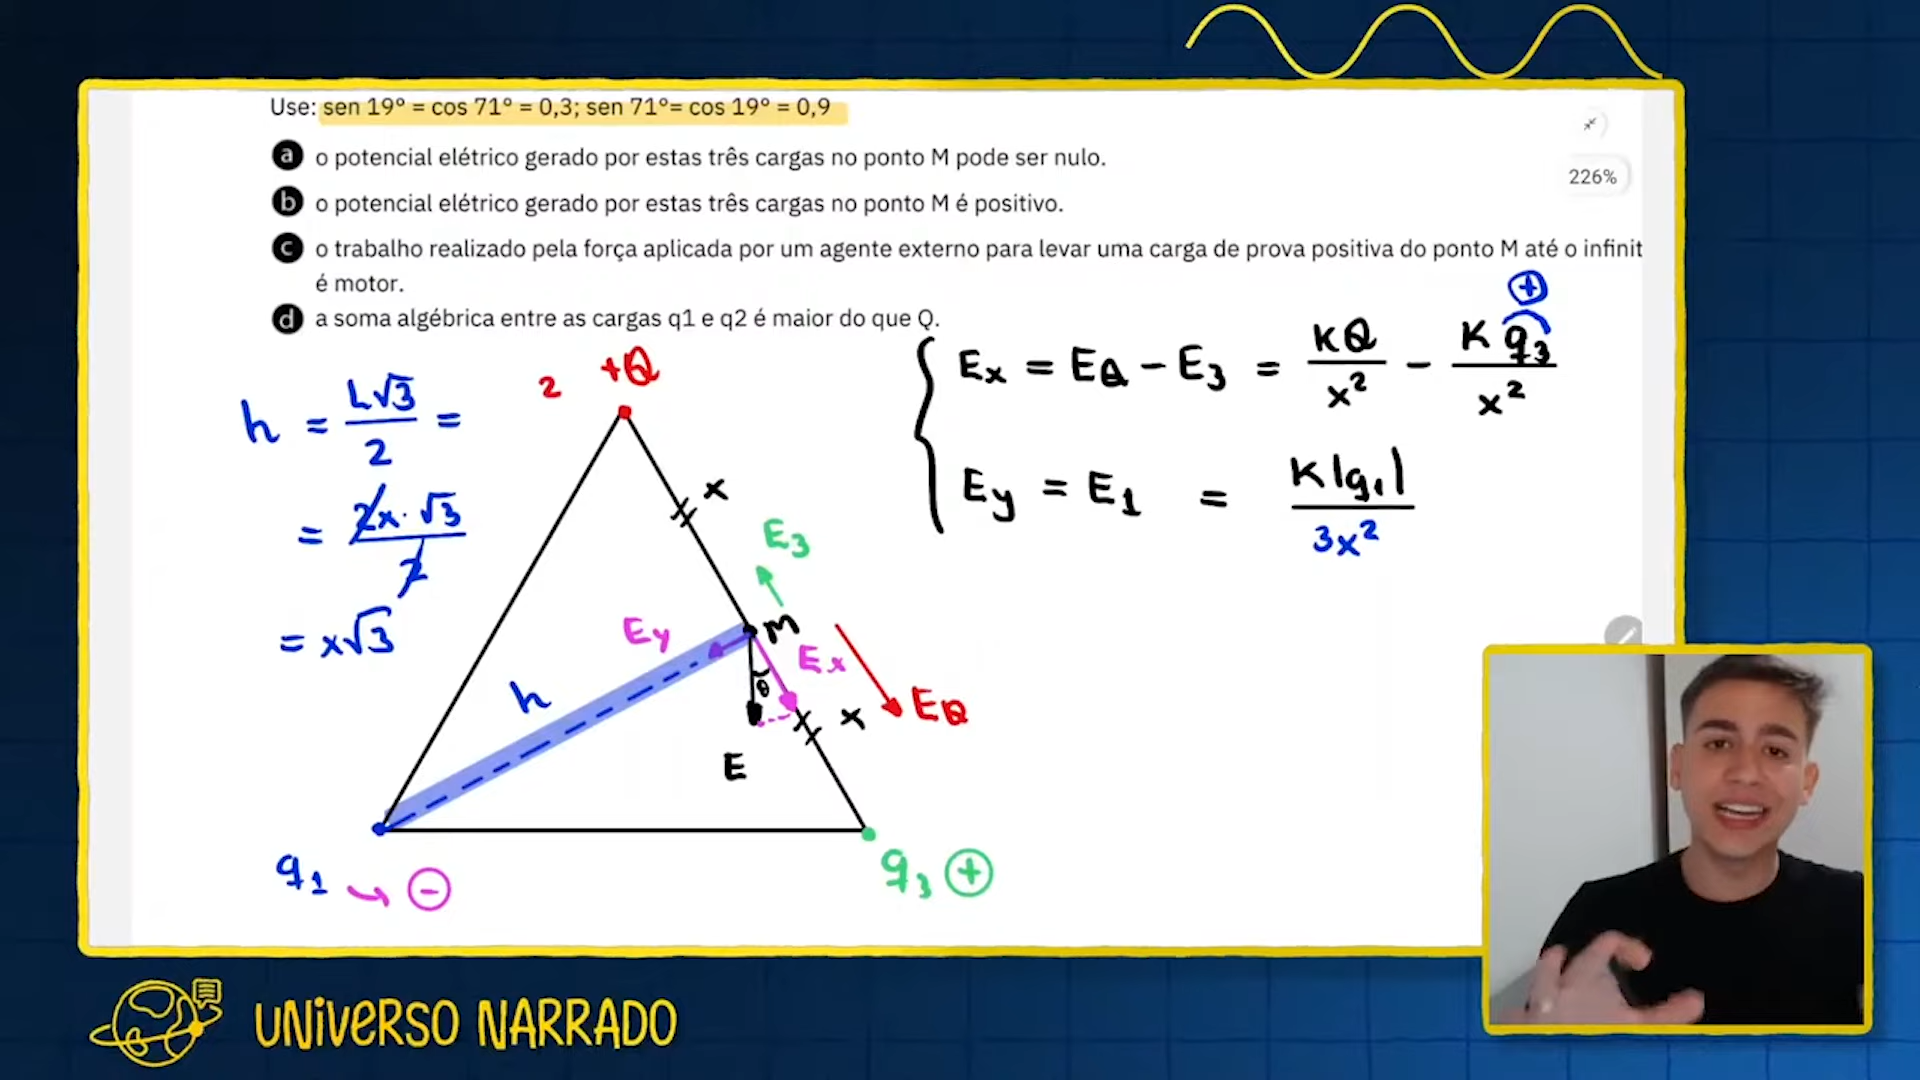 Use: sen 19º = cos 71º = 0,3; sen 71º= cos 19º = 0,9
a o potencial elétrico gerado por estas três cargas no ponto M pode ser nulo.
b o potencial elétrico gerado por estas três cargas no ponto M é positivo.
c o trabalho realizado pela força aplicada por um agente externo para levar uma carga de prova positiva do ponto M até o infinit
é motor.
d a soma algébrica entre as cargas q1 e q2 é maior do que Q.
226%
h = L√3/2 =
= 2x·√3/2
= x√3
2 +Q
x
E3
M
Ey
Ex
θ
x
EQ
h
E
q1 → ⊖
q3 ⊕
⊕
Ex = EQ - E3 = KQ/x² - Kq3/x²
Ey = E1 = K|q1|/3x²
UNIVERSO NARRADO